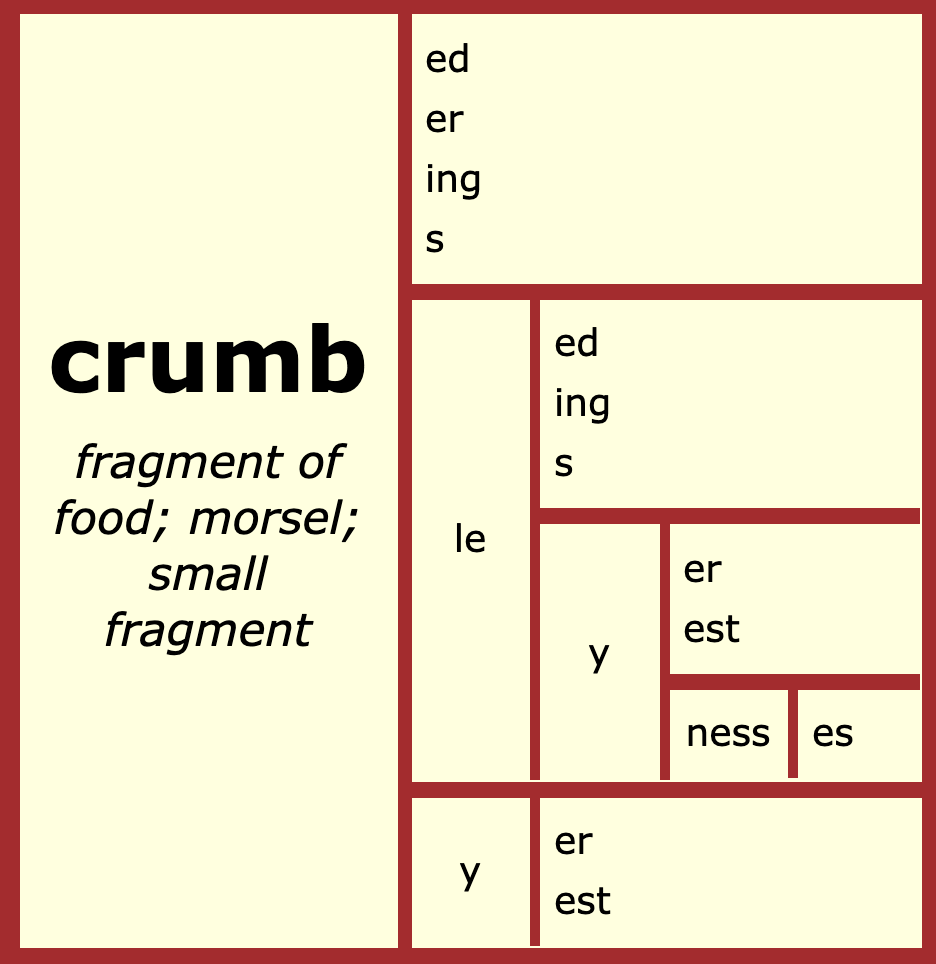 crumb
fragment of
food; morsel;
small
fragment
ed
er
ing
s
le
ed
ing
s
y
er
est
ness
es
y
er
est